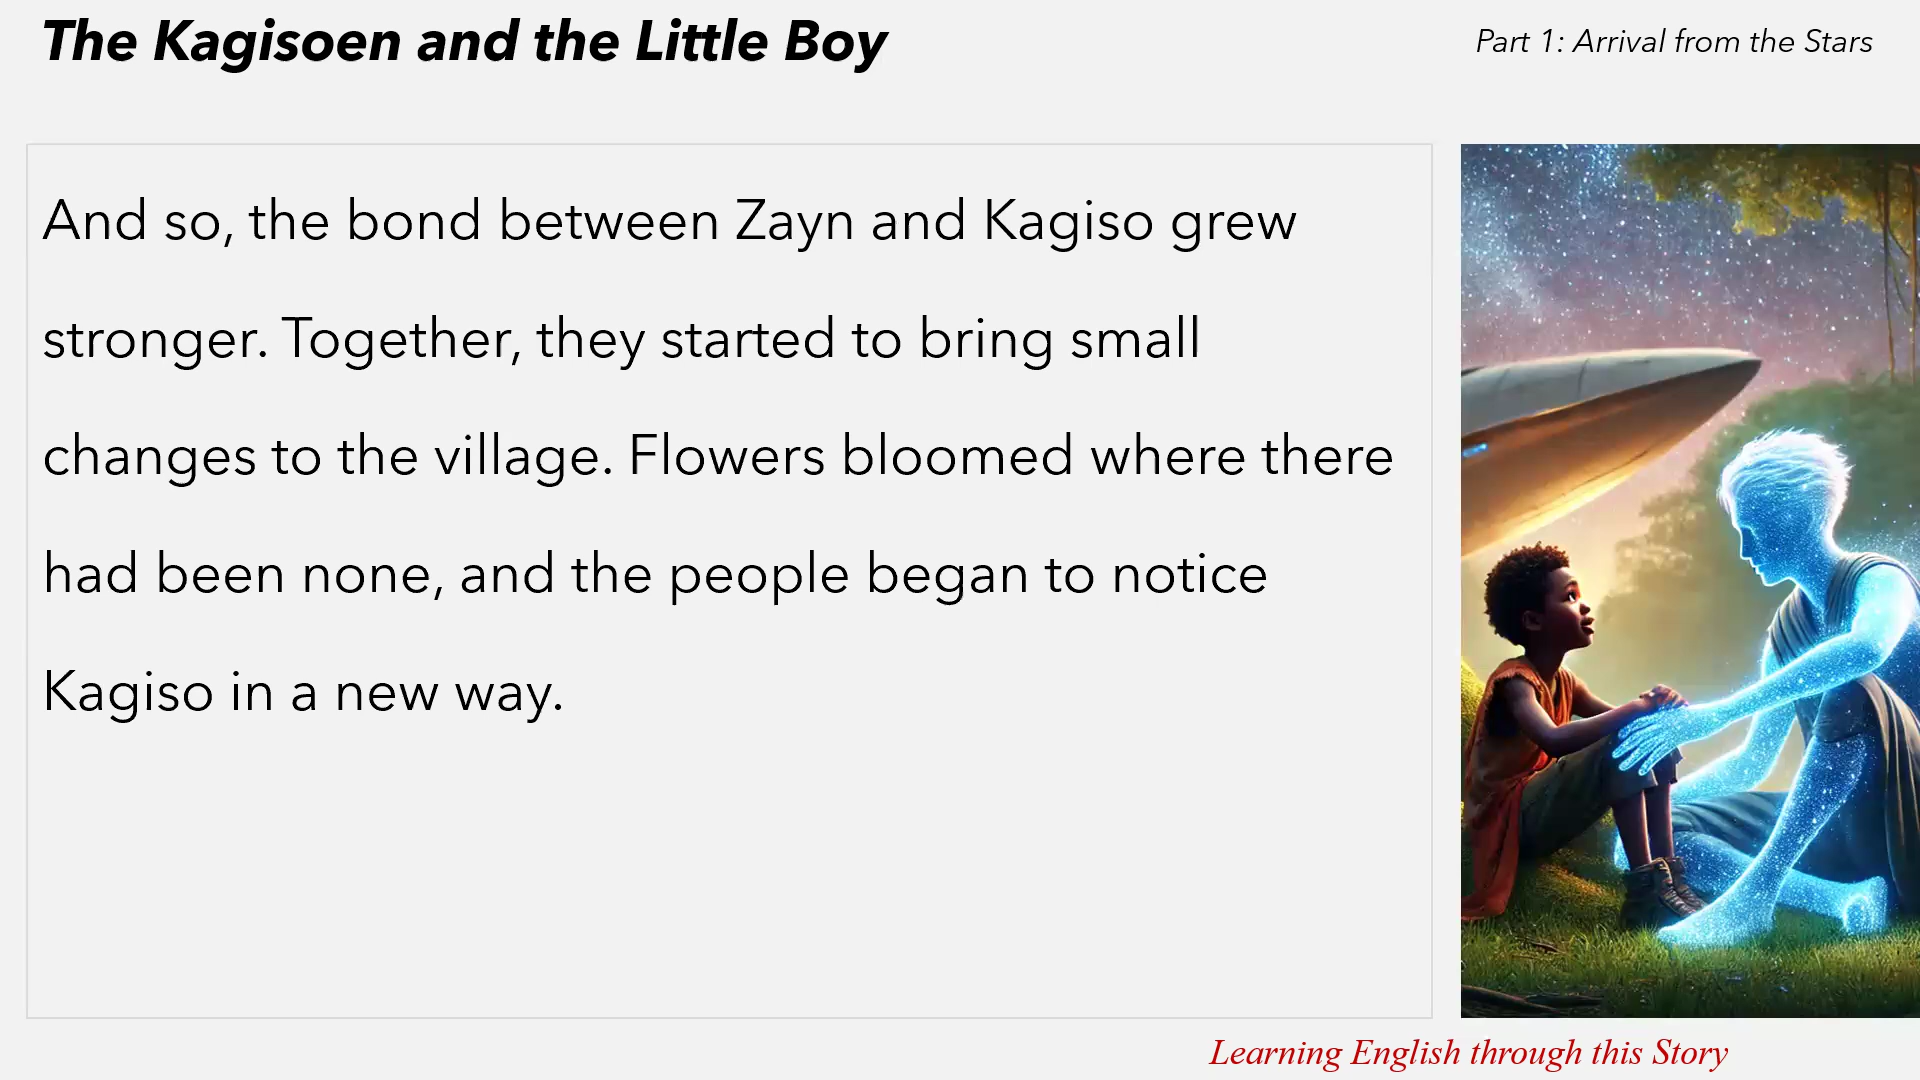 The Kagisoen and the Little Boy
Part 1: Arrival from the Stars
And so, the bond between Zayn and Kagiso grew
stronger. Together, they started to bring small
changes to the village. Flowers bloomed where there
had been none, and the people began to notice
Kagiso in a new way.
Learning English through this Story